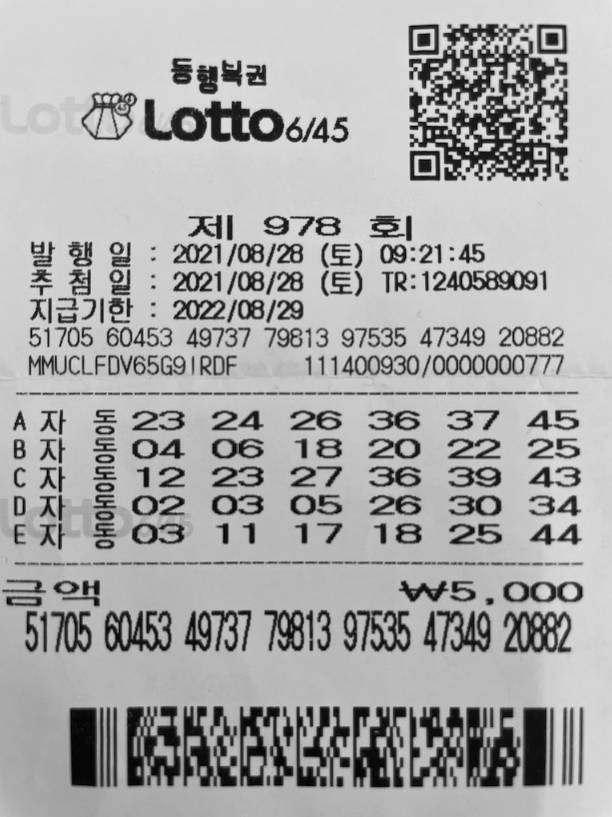 동행복권
Lotto 6/45
제 978 회
발 행 일 : 2021/08/28 (토) 09:21:45
추 첨 일 : 2021/08/28 (토) TR:1240589091
지급기한 : 2022/08/29
51705 60453 49737 79813 97535 47349 20882
MMUCLFDV65G9IRDF 111400930/0000000777
A 자 동 23 24 26 36 37 45
B 자 동 04 06 18 20 22 25
C 자 동 12 23 27 36 39 43
D 자 동 02 03 05 26 30 34
E 자 동 03 11 17 18 25 44
금액 ₩5,000
51705 60453 49737 79813 97535 47349 20882